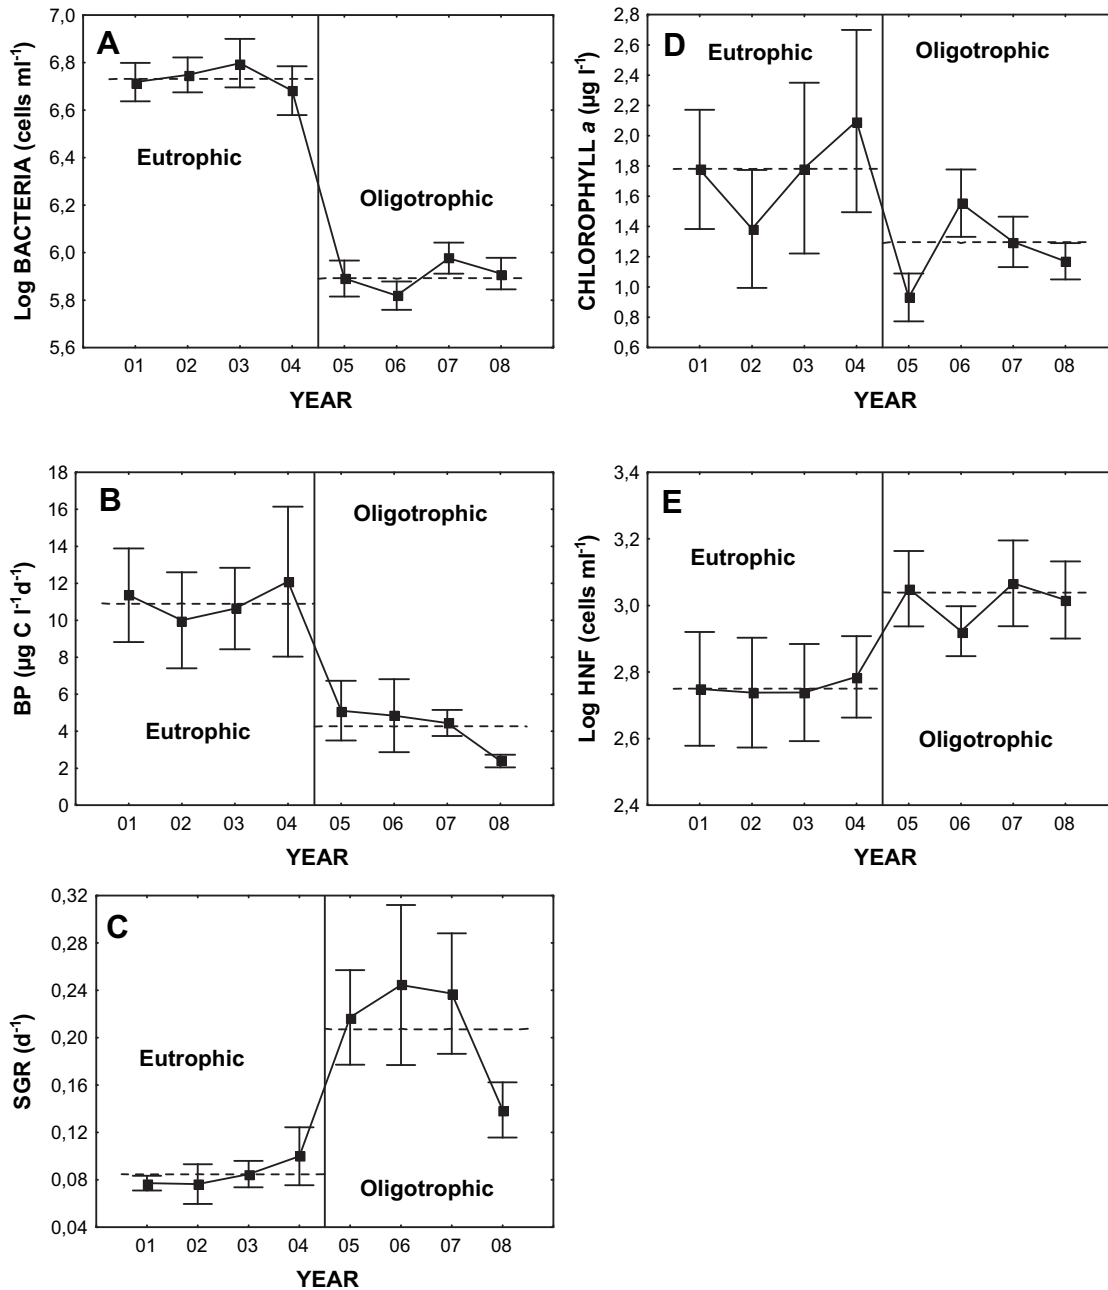 A
Log BACTERIA (cells ml-1)
7,0
6,8
6,6
6,4
6,2
6,0
5,8
5,6
Eutrophic
Oligotrophic
01 02 03 04 05 06 07 08
YEAR
D
CHLOROPHYLL a (µg l-1)
2,8
2,6
2,4
2,2
2,0
1,8
1,6
1,4
1,2
1,0
0,8
0,6
Eutrophic
Oligotrophic
01 02 03 04 05 06 07 08
YEAR
B
BP (µg C l-1d-1)
18
16
14
12
10
8
6
4
2
0
Oligotrophic
Eutrophic
01 02 03 04 05 06 07 08
YEAR
E
Log HNF (cells ml-1)
3,4
3,2
3,0
2,8
2,6
2,4
Eutrophic
Oligotrophic
01 02 03 04 05 06 07 08
YEAR
C
SGR (d-1)
0,32
0,28
0,24
0,20
0,16
0,12
0,08
0,04
Eutrophic
Oligotrophic
01 02 03 04 05 06 07 08
YEAR